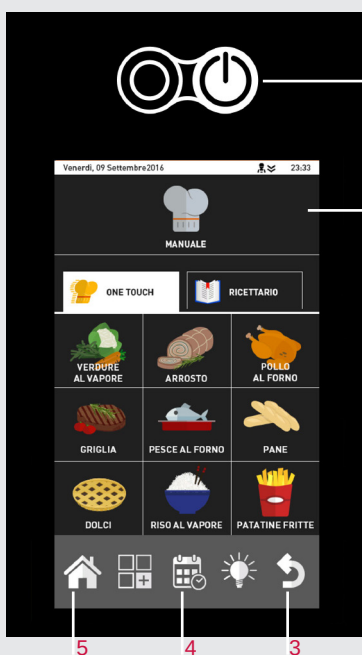 Venerdì, 09 Settembre2016 23:33
MANUALE
ONE TOUCH RICETTARIO
VERDURE
AL VAPORE
ARROSTO
POLLO
AL FORNO
GRIGLIA PESCE AL FORNO PANE
DOLCI RISO AL VAPORE PATATINE FRITTE
5 4 3